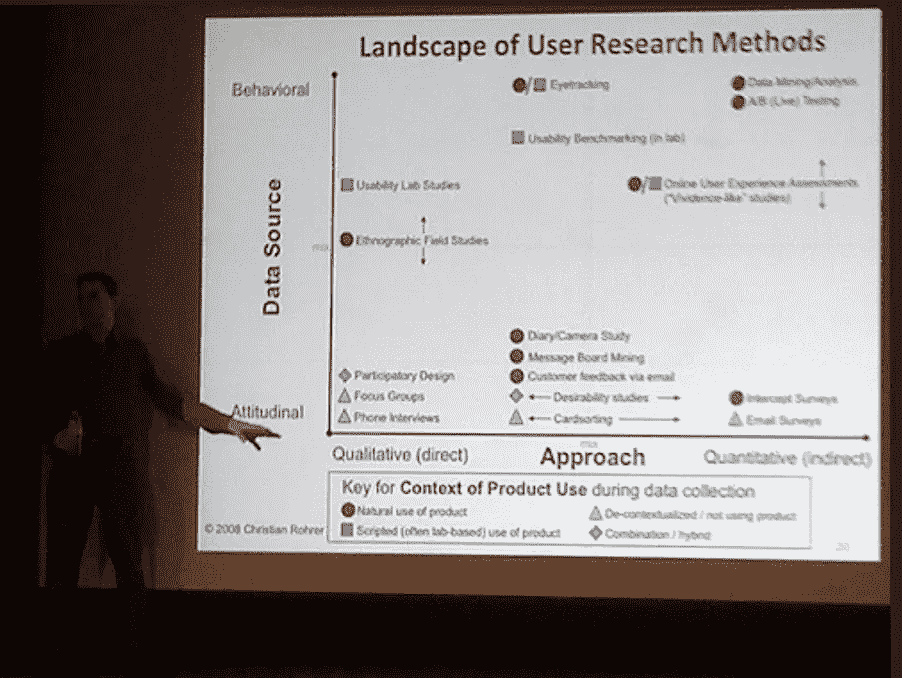 Landscape of User Research Methods
Behavioral
Eyetracking
Data Mining/Analysis
A/B (Live) Testing
Usability Benchmarking (in lab)
Usability Lab Studies
Online User Experience Assessments
("Vividence-like" studies)
Data Source
mix
Ethnographic Field Studies
Diary/Camera Study
Message Board Mining
Participatory Design
Customer feedback via email
Focus Groups
Desirability studies
Intercept Surveys
Attitudinal
Phone Interviews
Cardsorting
Email Surveys
mix
Qualitative (direct)
Approach
Quantitative (indirect)
Key for Context of Product Use during data collection
Natural use of product
De-contextualized / not using product
© 2008 Christian Rohrer
Scripted (often lab-based) use of product
Combination / hybrid
20